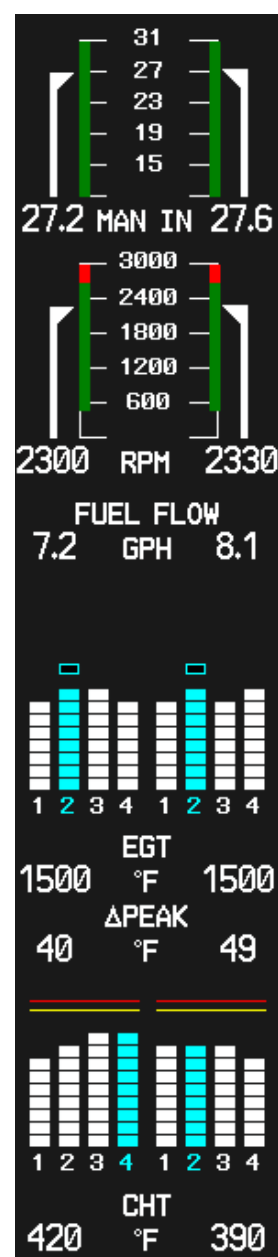 31
27
23
19
15
27.2 MAN IN 27.6
3000
2400
1800
1200
600
2300 RPM 2330
FUEL FLOW
7.2 GPH 8.1
1 2 3 4 1 2 3 4
EGT
1500 °F 1500
ΔPEAK
40 °F 49
1 2 3 4 1 2 3 4
CHT
420 °F 390